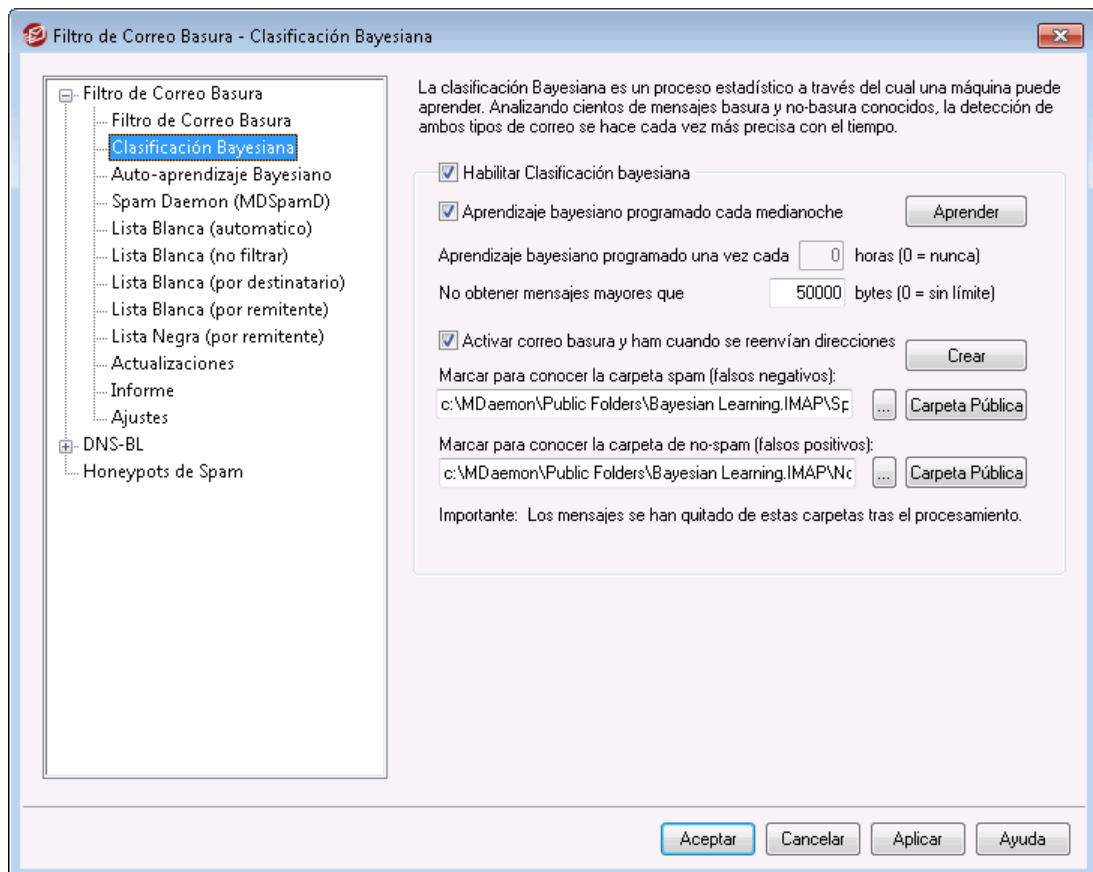 Filtro de Correo Basura - Clasificación Bayesiana
Filtro de Correo Basura
Filtro de Correo Basura
Clasificación Bayesiana
Auto-aprendizaje Bayesiano
Spam Daemon (MDSpamD)
Lista Blanca (automatico)
Lista Blanca (no filtrar)
Lista Blanca (por destinatario)
Lista Blanca (por remitente)
Lista Negra (por remitente)
Actualizaciones
Informe
Ajustes
DNS-BL
Honeypots de Spam
La clasificación Bayesiana es un proceso estadístico a través del cual una máquina puede
aprender. Analizando cientos de mensajes basura y no-basura conocidos, la detección de
ambos tipos de correo se hace cada vez más precisa con el tiempo.
Habilitar Clasificación bayesiana
Aprendizaje bayesiano programado cada medianoche Aprender
Aprendizaje bayesiano programado una vez cada 0 horas (0 = nunca)
No obtener mensajes mayores que 50000 bytes (0 = sin límite)
Activar correo basura y ham cuando se reenvían direcciones Crear
Marcar para conocer la carpeta spam (falsos negativos):
c:\MDaemon\Public Folders\Bayesian Learning.IMAP\Sp ... Carpeta Pública
Marcar para conocer la carpeta de no-spam (falsos positivos):
c:\MDaemon\Public Folders\Bayesian Learning.IMAP\Nc ... Carpeta Pública
Importante: Los mensajes se han quitado de estas carpetas tras el procesamiento.
Aceptar Cancelar Aplicar Ayuda